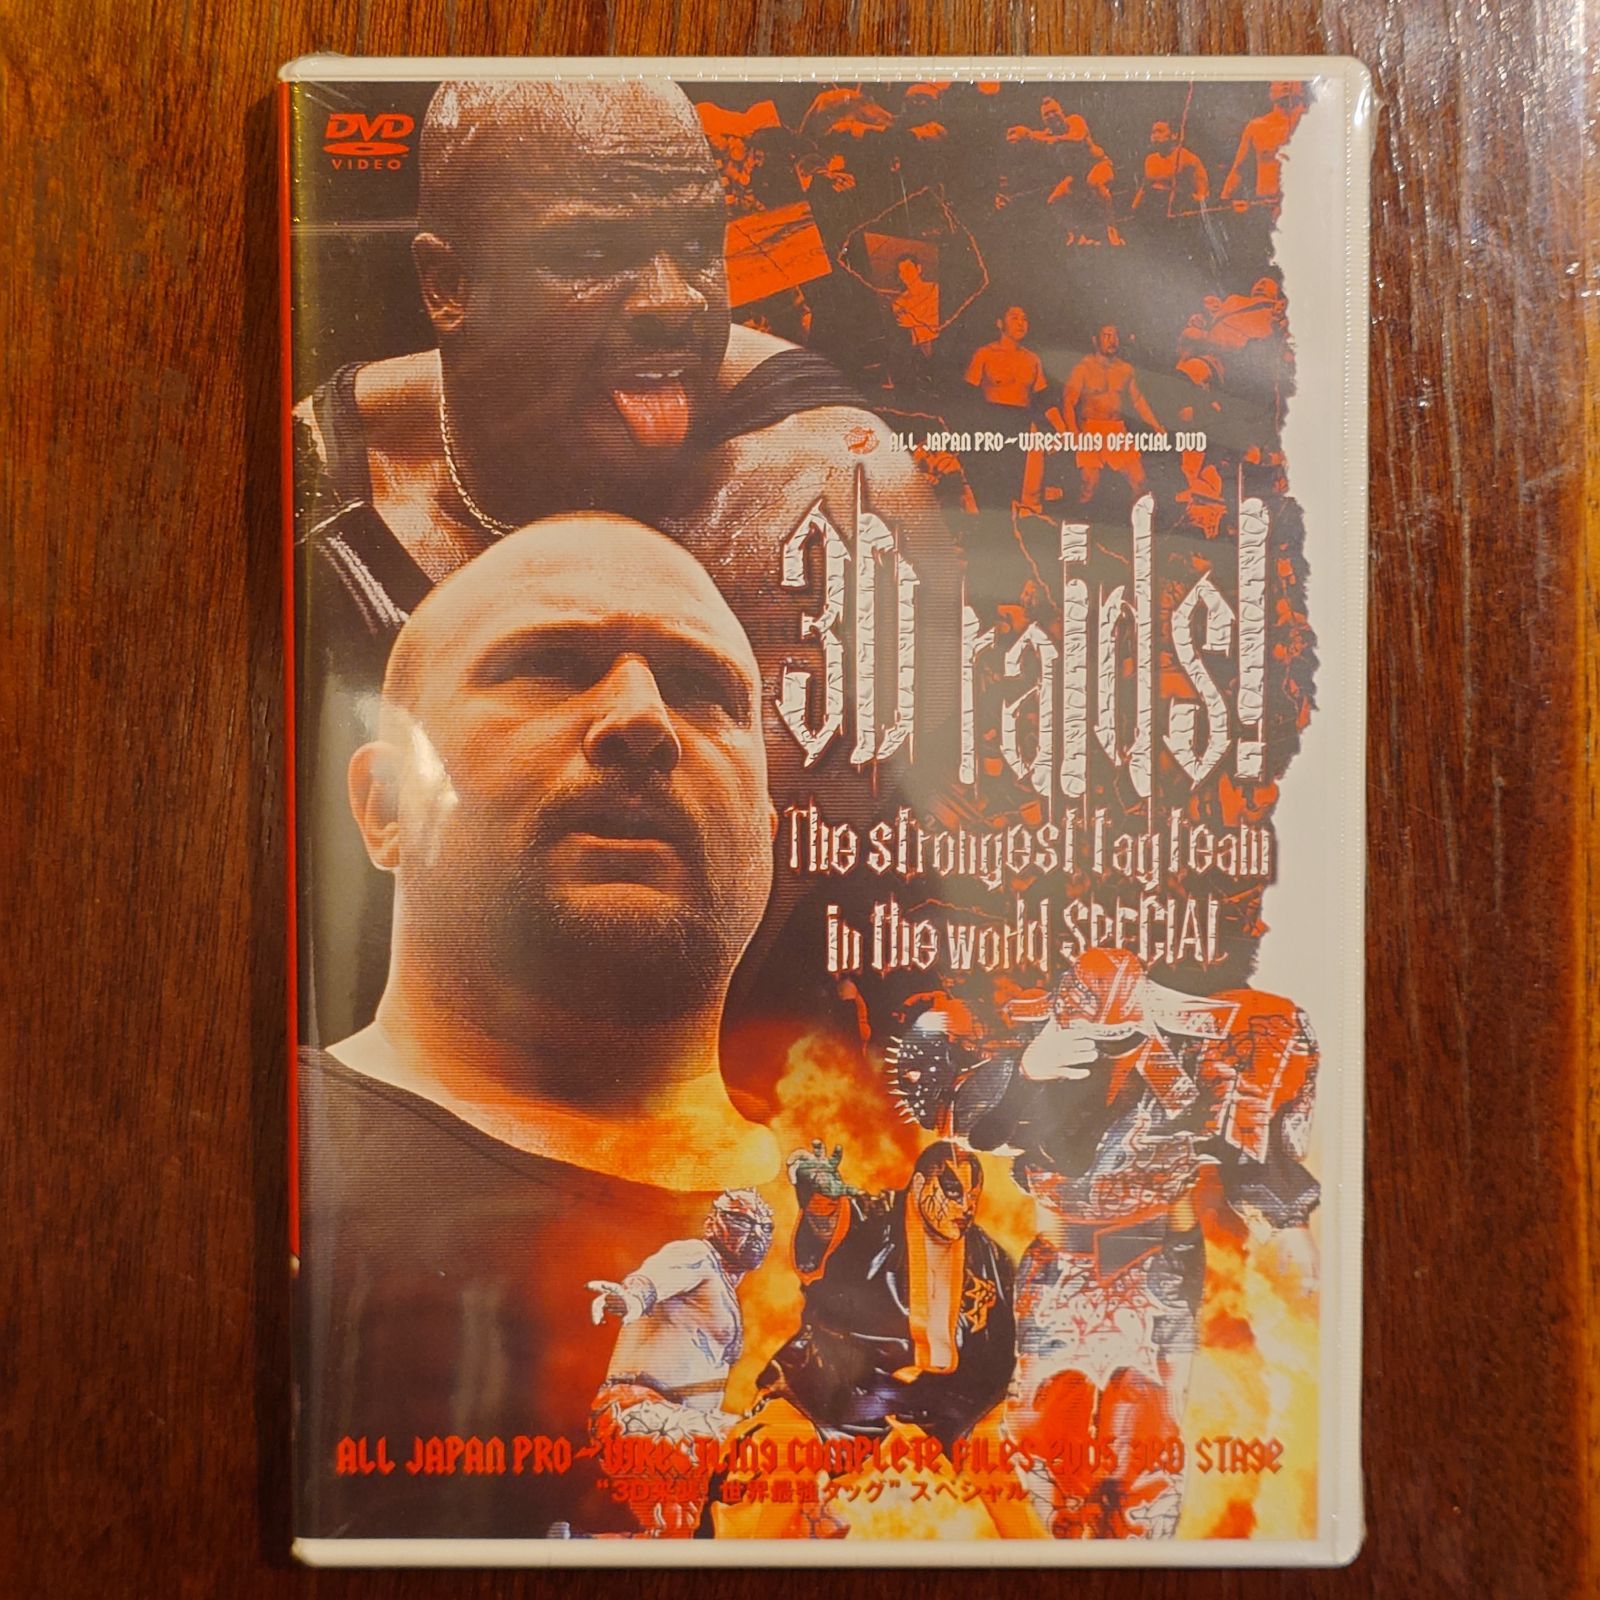 DVD
VIDEO
ALL JAPAN PRO-WRESTLING OFFICIAL DVD
3D raids!
The strongest tag team
in the world SPECIAL
ALL JAPAN PRO-WRESTLING COMPLETE FILES 2005 3RD STAGE
"3D来襲! 世界最強タッグ" スペシャル